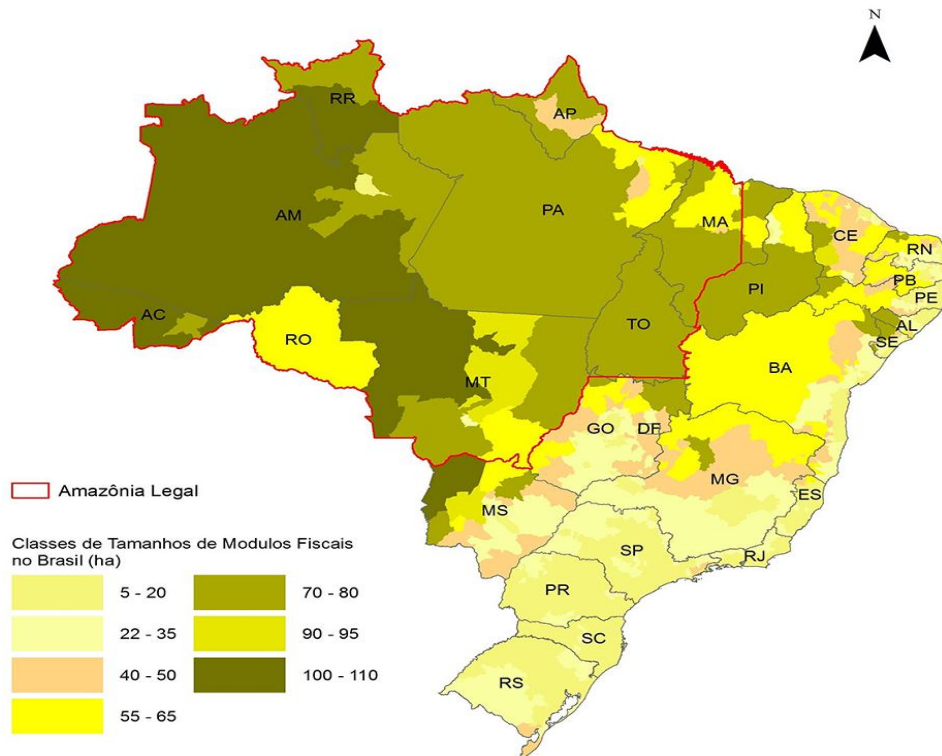 N
RR
AP
AM
PA
MA
CE
RN
PB
PE
AL
SE
PI
AC
RO
TO
BA
MT
GO
DF
MG
ES
MS
SP
RJ
PR
SC
RS
Amazônia Legal
Classes de Tamanhos de Modulos Fiscais
no Brasil (ha)
5 - 20
22 - 35
40 - 50
55 - 65
70 - 80
90 - 95
100 - 110